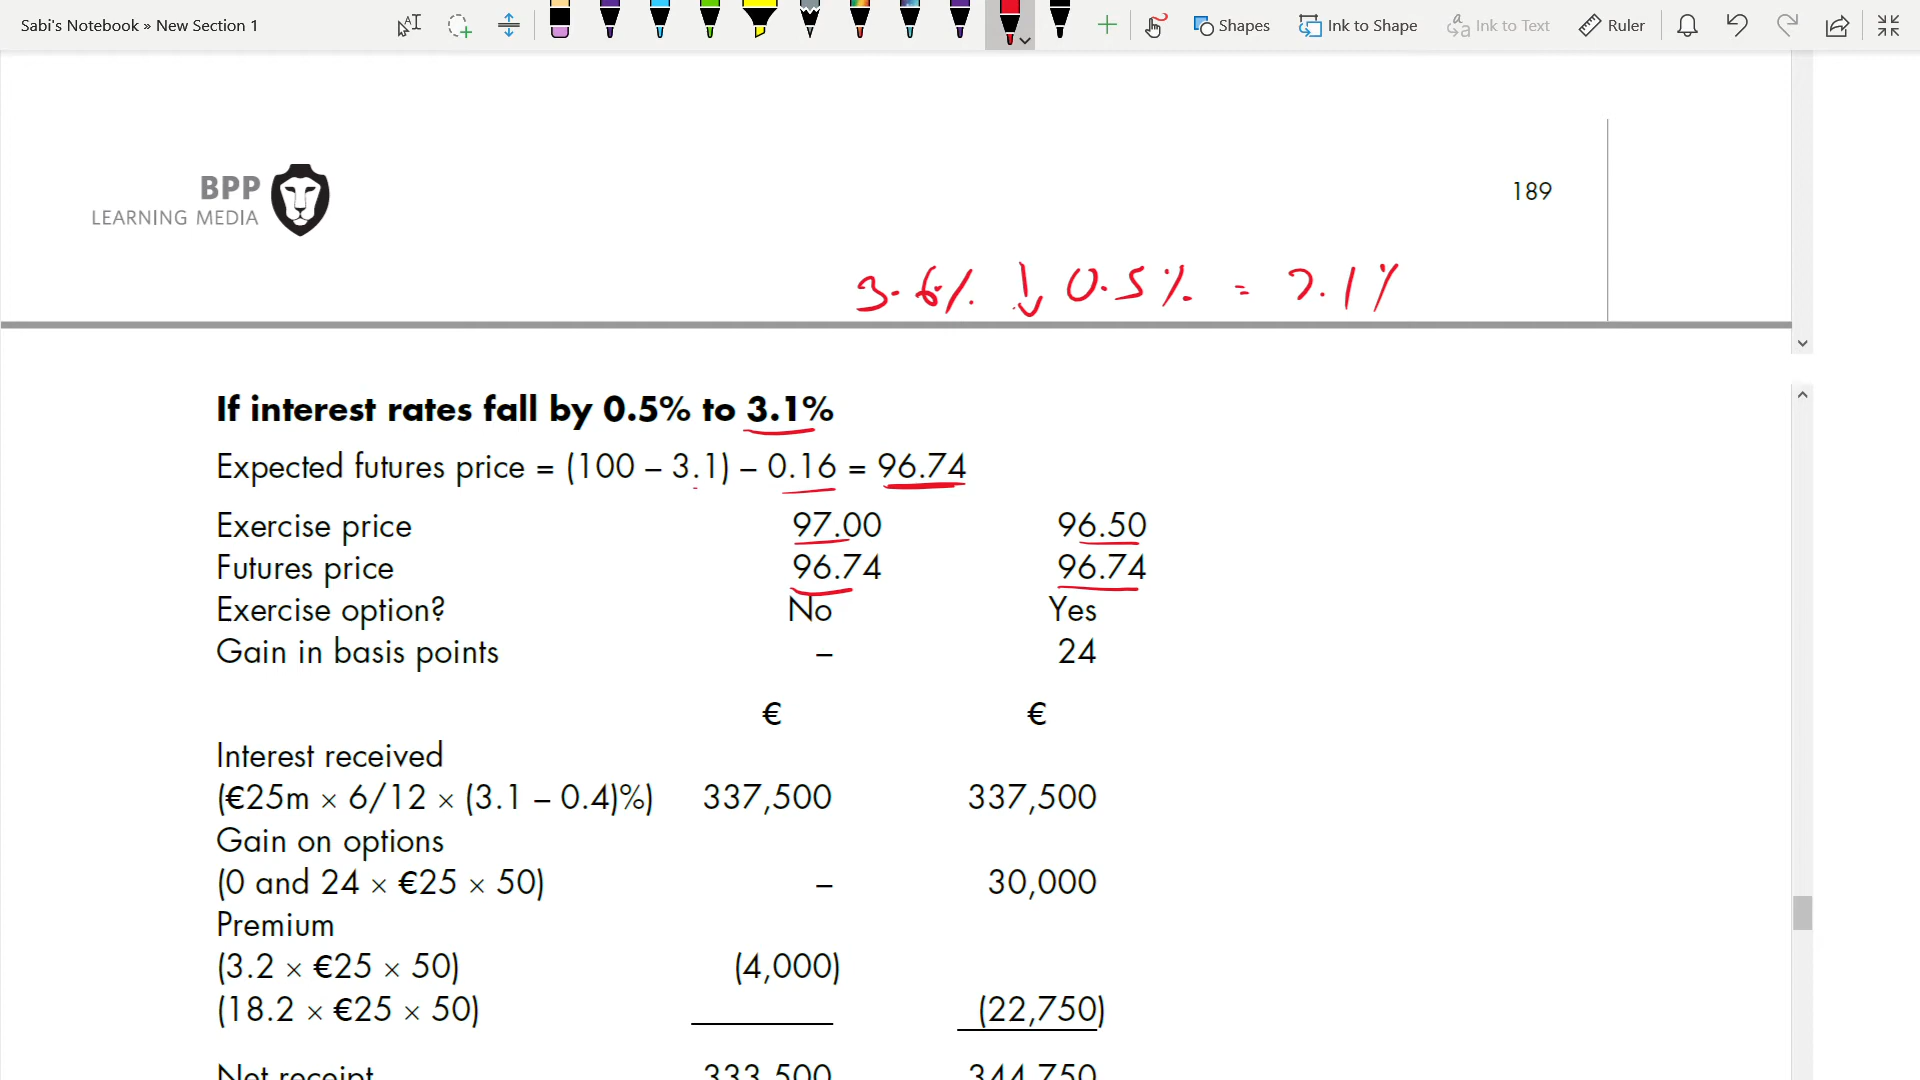 Sabi's Notebook » New Section 1
Shapes Ink to Shape Ink to Text Ruler
BPP
LEARNING MEDIA
189
3.6% ↓ 0.5% = 3.1%
If interest rates fall by 0.5% to 3.1%
Expected futures price = (100 – 3.1) – 0.16 = 96.74
Exercise price 97.00 96.50
Futures price 96.74 96.74
Exercise option? No Yes
Gain in basis points – 24
€ €
Interest received
(€25m × 6/12 × (3.1 – 0.4)%) 337,500 337,500
Gain on options
(0 and 24 × €25 × 50) – 30,000
Premium
(3.2 × €25 × 50) (4,000)
(18.2 × €25 × 50) (22,750)
Net receipt 333,500 344,750